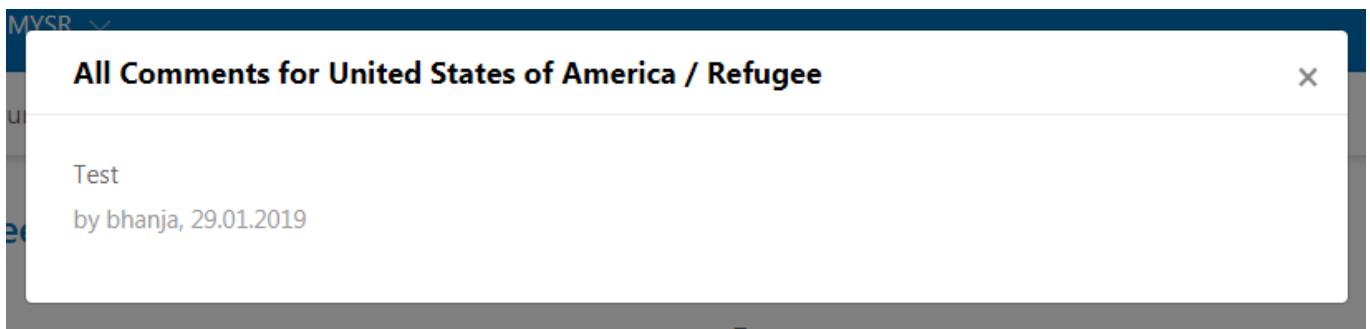 MYSR
All Comments for United States of America / Refugee
×
Test
by bhanja, 29.01.2019